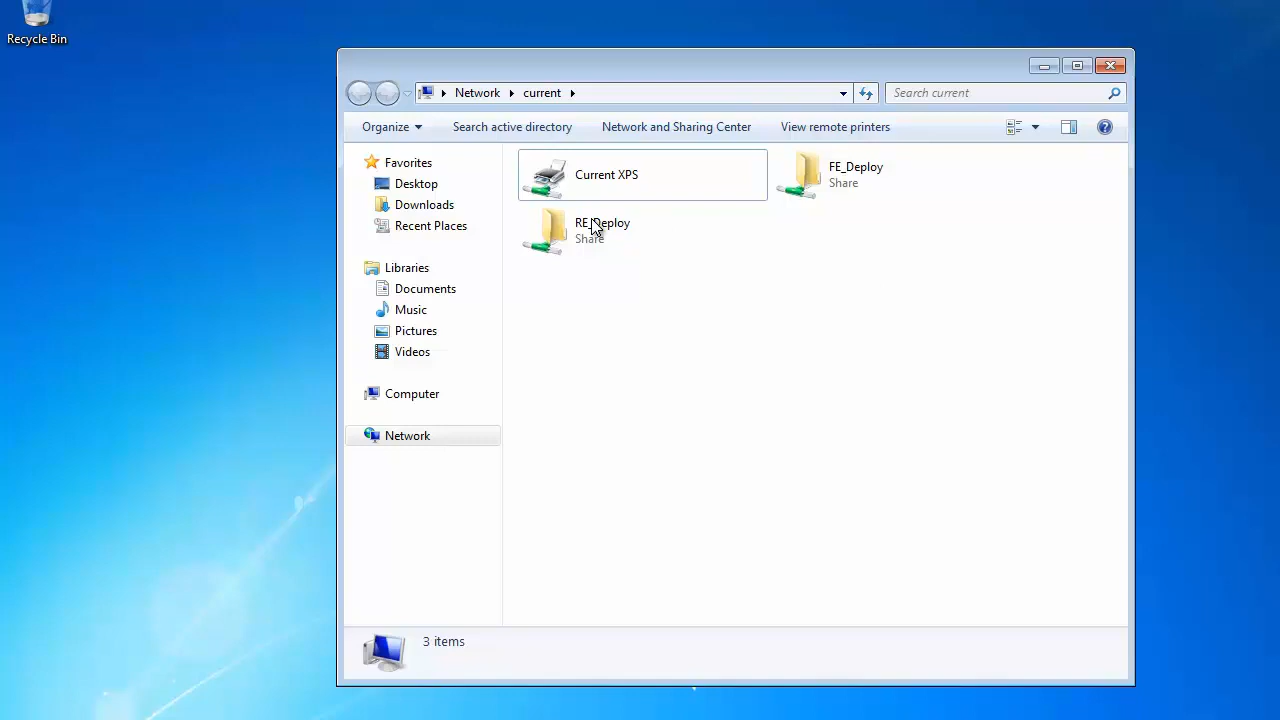 Recycle Bin
Network current
Search current
Organize Search active directory Network and Sharing Center View remote printers
Favorites
Desktop
Downloads
Recent Places
Libraries
Documents
Music
Pictures
Videos
Computer
Network
Current XPS
FE_Deploy
Share
RE_Deploy
Share
3 items